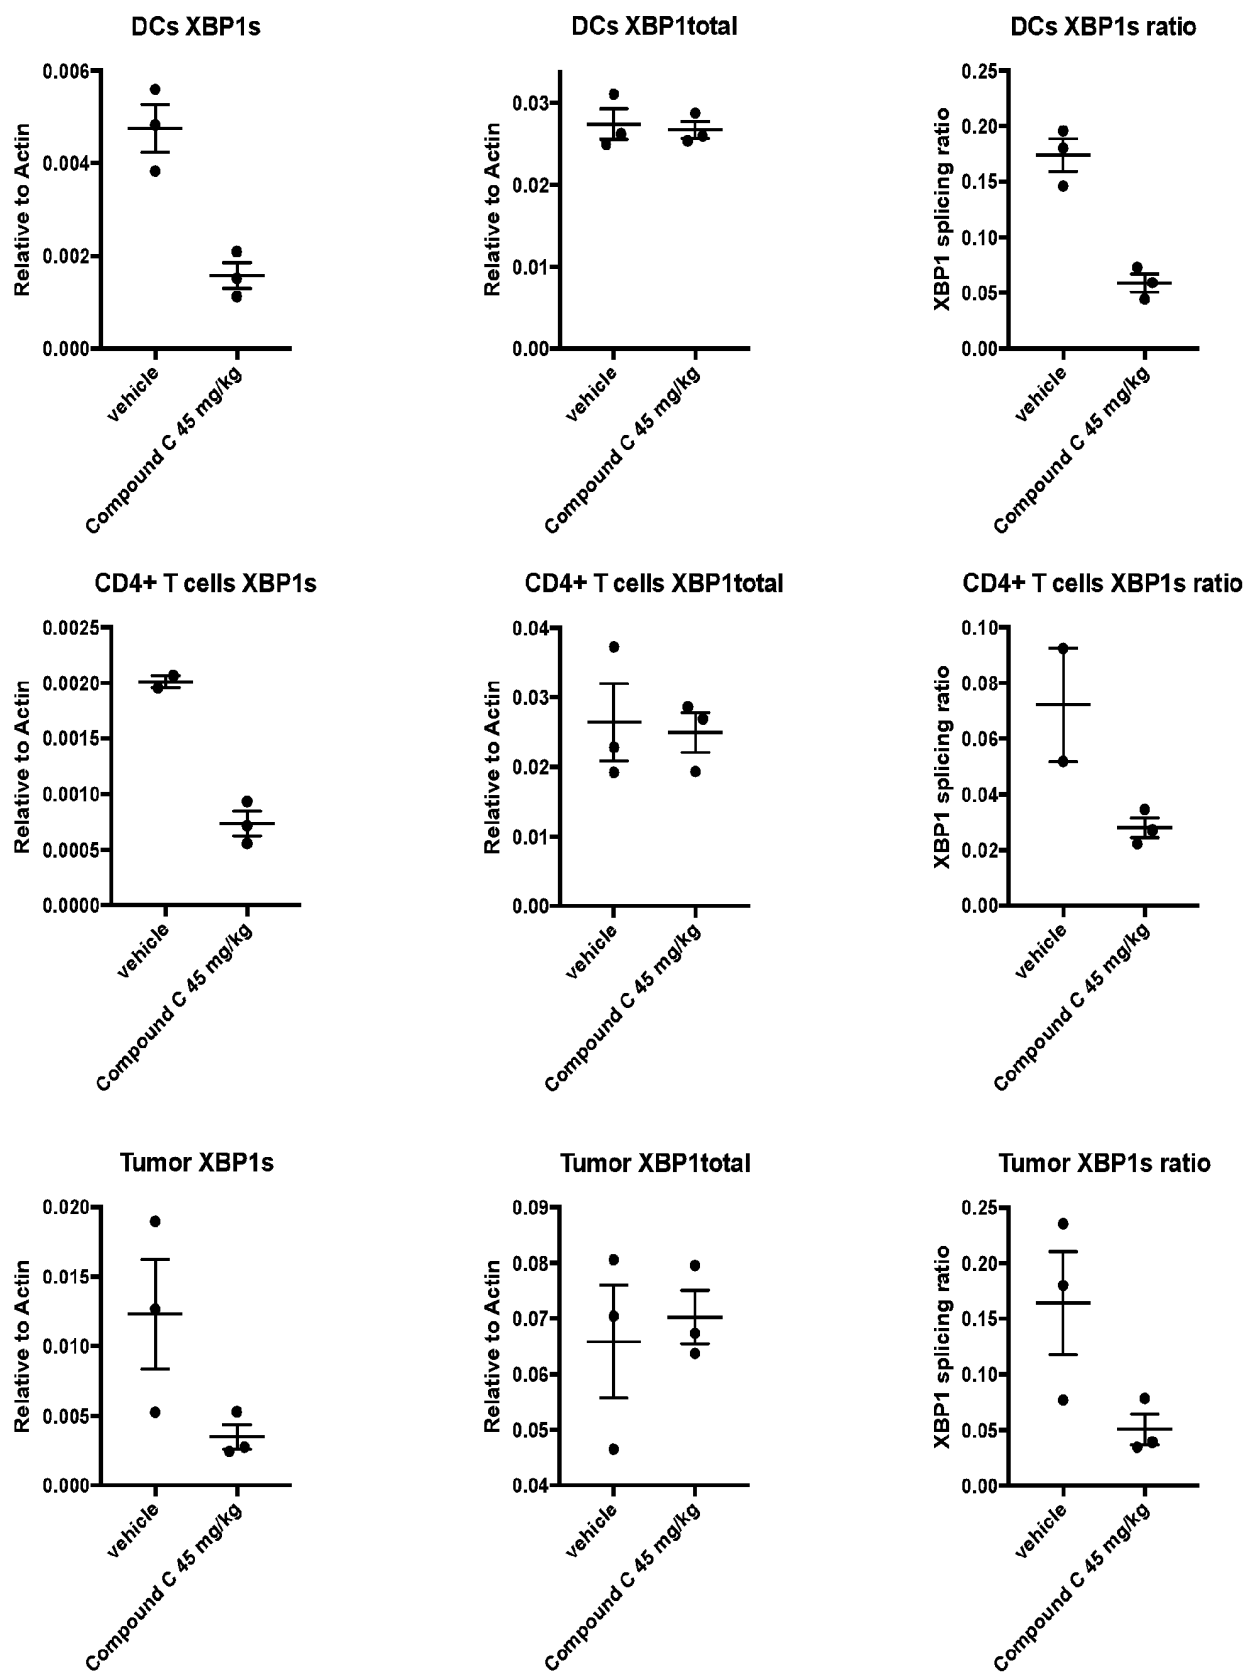 DCs XBP1s
Relative to Actin
0.006
0.004
0.002
0.000
vehicle
Compound C 45 mg/kg
DCs XBP1total
Relative to Actin
0.03
0.02
0.01
0.00
vehicle
Compound C 45 mg/kg
DCs XBP1s ratio
XBP1 splicing ratio
0.25
0.20
0.15
0.10
0.05
0.00
vehicle
Compound C 45 mg/kg
CD4+ T cells XBP1s
Relative to Actin
0.0025
0.0020
0.0015
0.0010
0.0005
0.0000
vehicle
Compound C 45 mg/kg
CD4+ T cells XBP1total
Relative to Actin
0.04
0.03
0.02
0.01
0.00
vehicle
Compound C 45 mg/kg
CD4+ T cells XBP1s ratio
XBP1 splicing ratio
0.10
0.08
0.06
0.04
0.02
0.00
vehicle
Compound C 45 mg/kg
Tumor XBP1s
Relative to Actin
0.020
0.015
0.010
0.005
0.000
vehicle
Compound C 45 mg/kg
Tumor XBP1total
Relative to Actin
0.09
0.08
0.07
0.06
0.05
0.04
vehicle
Compound C 45 mg/kg
Tumor XBP1s ratio
XBP1 splicing ratio
0.25
0.20
0.15
0.10
0.05
0.00
vehicle
Compound C 45 mg/kg